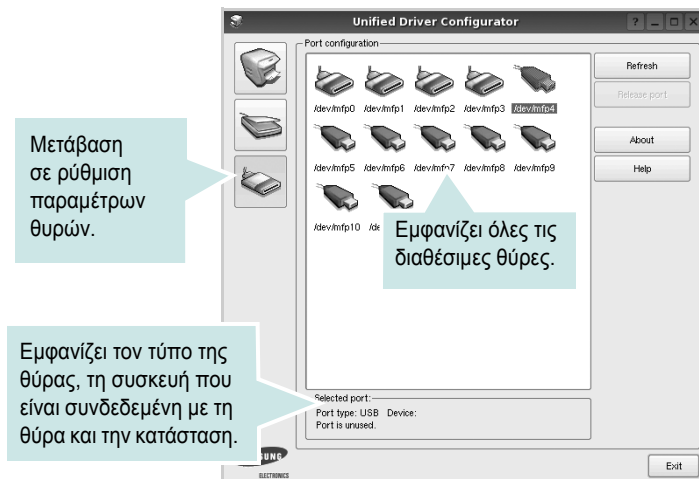 Unified Driver Configurator
Port configuration
/dev/mfp0 /dev/mfp1 /dev/mfp2 /dev/mfp3 /dev/mfp4
/dev/mfp5 /dev/mfp6 /dev/mfp7 /dev/mfp8 /dev/mfp9
/dev/mfp10
Refresh
Release port
About
Help
Μετάβαση
σε ρύθμιση
παραμέτρων
θυρών.
Εμφανίζει όλες τις
διαθέσιμες θύρες.
Εμφανίζει τον τύπο της
θύρας, τη συσκευή που
είναι συνδεδεμένη με τη
θύρα και την κατάσταση.
Selected port:
Port type: USB Device:
Port is unused.
ELECTRONICS
Exit